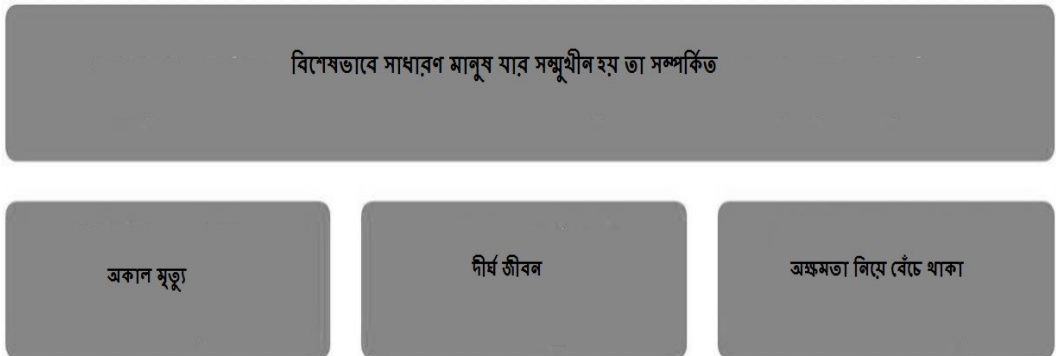 বিশেষভাবে সাধারণ মানুষ যার সম্মুখীন হয় তা সম্পর্কিত
অকাল মৃত্যু
দীর্ঘ জীবন
অক্ষমতা নিয়ে বেঁচে থাকা